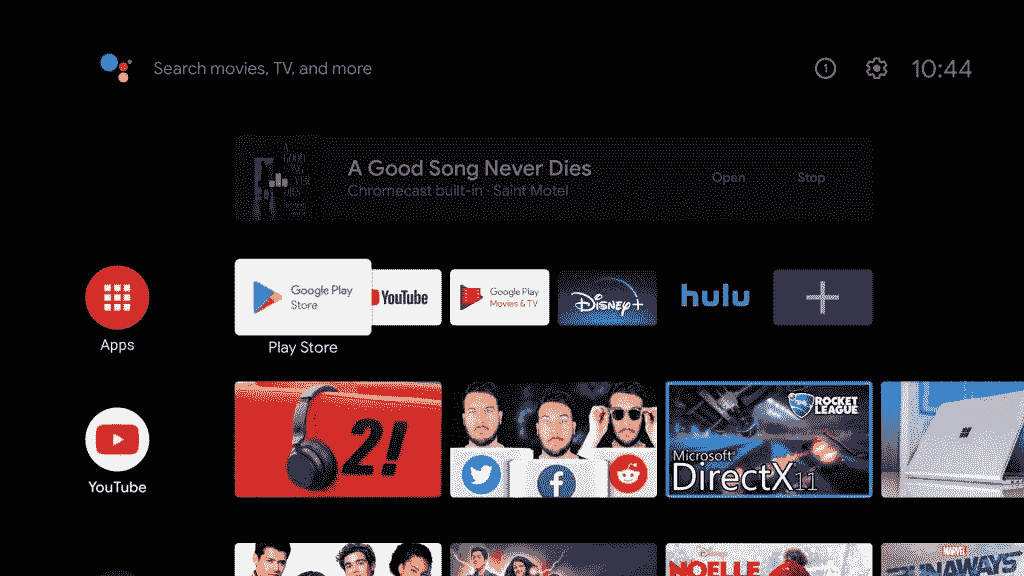 Search movies, TV, and more
1
10:44
A Good Song Never Dies
Chromecast built-in · Saint Motel
Open
Stop
A
GOOD
SONG
NEVER
DIES
Google Play
Store
YouTube
Google Play
Movies & TV
Disney+
hulu
Play Store
Apps
2!
ROCKET
LEAGUE
Microsoft
DirectX11
YouTube
Disney
NOELLE
MARVEL
RUNAWAYS